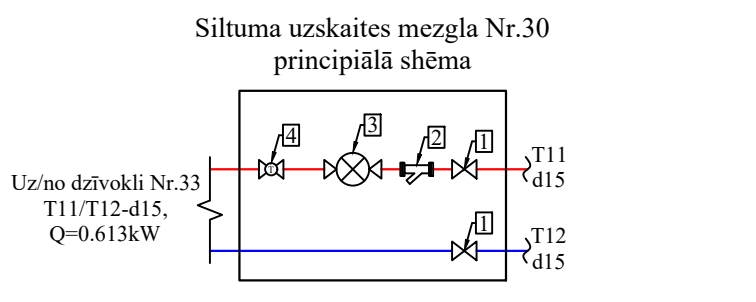 Siltuma uzskaites mezgla Nr.30
principiālā shēma
4
3
2
1
T11
d15
Uz/no dzīvokli Nr.33
T11/T12-d15,
Q=0.613kW
1
T12
d15
T